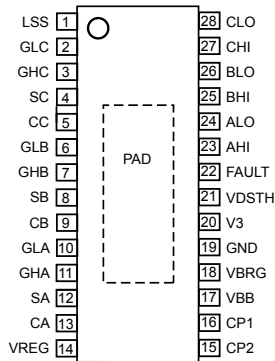 LSS 1
GLC 2
GHC 3
SC 4
CC 5
GLB 6
GHB 7
SB 8
CB 9
GLA 10
GHA 11
SA 12
CA 13
VREG 14
PAD
28 CLO
27 CHI
26 BLO
25 BHI
24 ALO
23 AHI
22 FAULT
21 VDSTH
20 V3
19 GND
18 VBRG
17 VBB
16 CP1
15 CP2